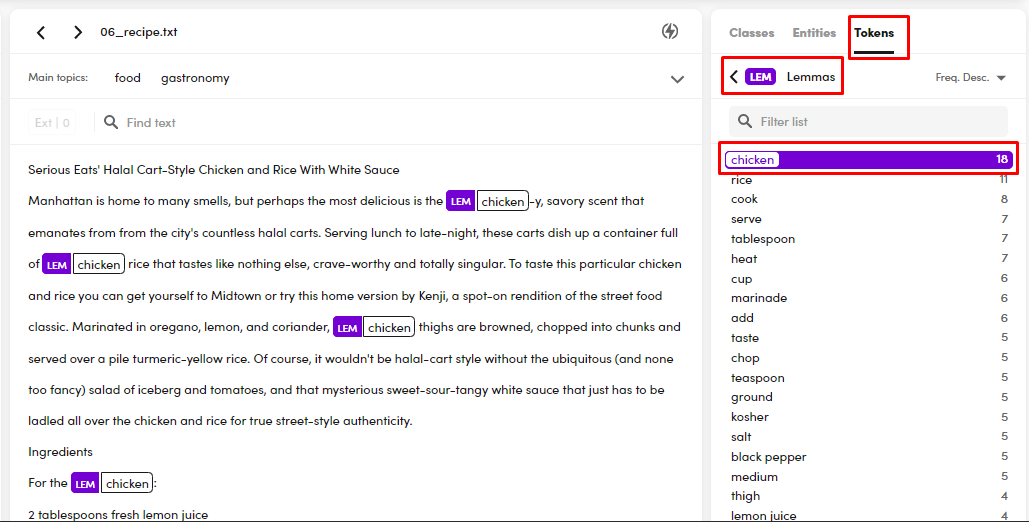 06_recipe.txt
Main topics: food gastronomy
Ext | 0 Find text
Serious Eats' Halal Cart-Style Chicken and Rice With White Sauce
Manhattan is home to many smells, but perhaps the most delicious is the LEM chicken-y, savory scent that
emanates from from the city's countless halal carts. Serving lunch to late-night, these carts dish up a container full
of LEM chicken rice that tastes like nothing else, crave-worthy and totally singular. To taste this particular chicken
and rice you can get yourself to Midtown or try this home version by Kenji, a spot-on rendition of the street food
classic. Marinated in oregano, lemon, and coriander, LEM chicken thighs are browned, chopped into chunks and
served over a pile turmeric-yellow rice. Of course, it wouldn't be halal-cart style without the ubiquitous (and none
too fancy) salad of iceberg and tomatoes, and that mysterious sweet-sour-tangy white sauce that just has to be
ladled all over the chicken and rice for true street-style authenticity.
Ingredients
For the LEM chicken:
2 tablespoons fresh lemon juice
Classes Entities Tokens
LEM Lemmas Freq. Desc.
Filter list
chicken 18
rice 11
cook 8
serve 7
tablespoon 7
heat 7
cup 6
marinade 6
add 6
taste 5
chop 5
teaspoon 5
ground 5
kosher 5
salt 5
black pepper 5
medium 5
thigh 4
lemon juice 4